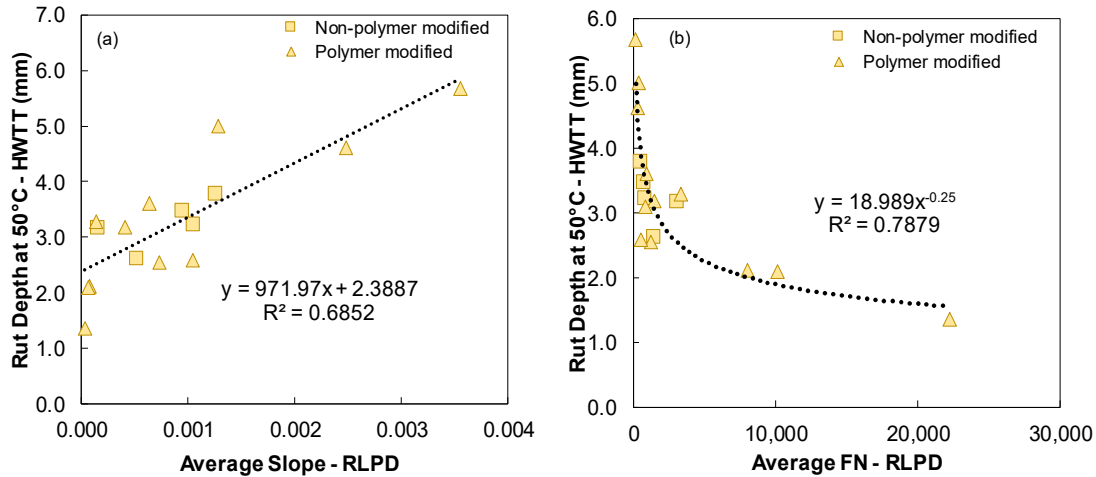 (a)
Non-polymer modified
Polymer modified
Rut Depth at 50°C - HWTT (mm)
7.0
6.0
5.0
4.0
3.0
2.0
1.0
0.0
y = 971.97x + 2.3887
R² = 0.6852
0.000
0.001
0.002
0.003
0.004
Average Slope - RLPD
(b)
Non-polymer modified
Polymer modified
Rut Depth at 50°C - HWTT (mm)
6.0
5.0
4.0
3.0
2.0
1.0
0.0
y = 18.989x⁻⁰·²⁵
R² = 0.7879
0
10,000
20,000
30,000
Average FN - RLPD